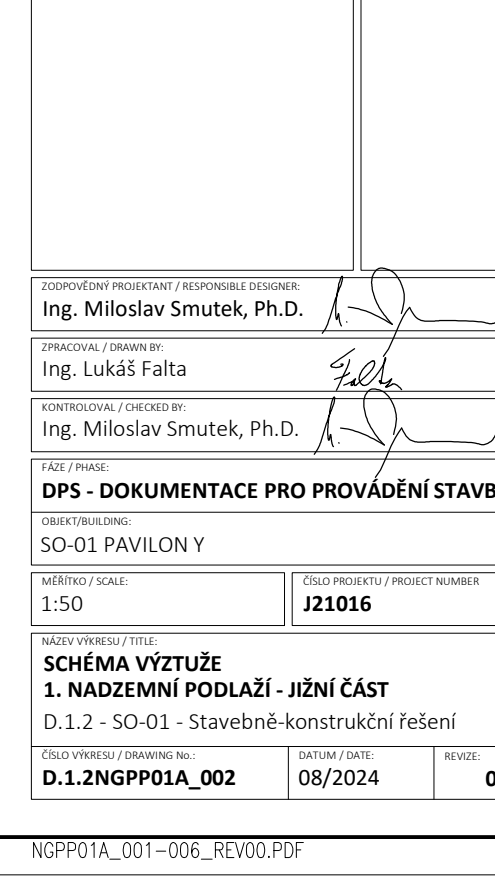 ZODPOVĚDNÝ PROJEKTANT / RESPONSIBLE DESIGNER:
Ing. Miloslav Smutek, Ph.D.
ZPRACOVAL / DRAWN BY:
Ing. Lukáš Falta
Falta
KONTROLOVAL / CHECKED BY:
Ing. Miloslav Smutek, Ph.D.
FÁZE / PHASE:
DPS - DOKUMENTACE PRO PROVÁDĚNÍ STAVB
OBJEKT/BUILDING:
SO-01 PAVILON Y
MĚŘÍTKO / SCALE: ČÍSLO PROJEKTU / PROJECT NUMBER
1:50 J21016
NÁZEV VÝKRESU / TITLE:
SCHÉMA VÝZTUŽE
1. NADZEMNÍ PODLAŽÍ - JIŽNÍ ČÁST
D.1.2 - SO-01 - Stavebně-konstrukční řešení
ČÍSLO VÝKRESU / DRAWING No.: DATUM / DATE: REVIZE:
D.1.2NGPP01A_002 08/2024 0
NGPP01A_001-006_REV00.PDF